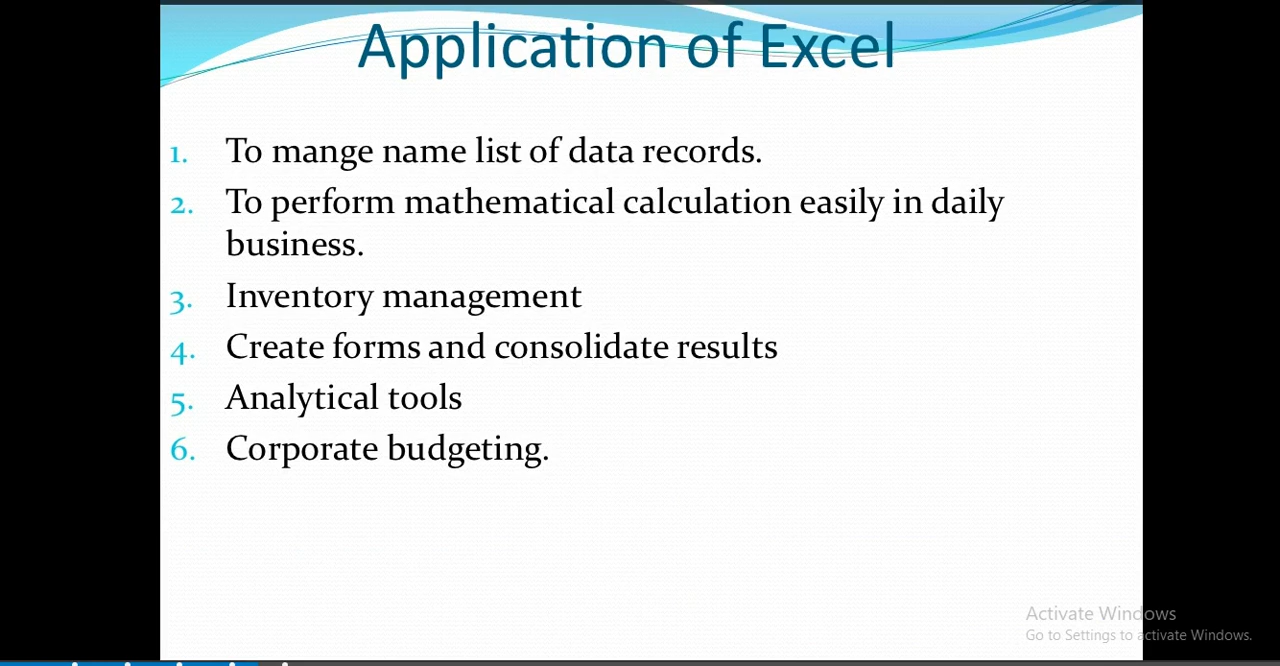 Application of Excel
1. To mange name list of data records.
2. To perform mathematical calculation easily in daily
business.
3. Inventory management
4. Create forms and consolidate results
5. Analytical tools
6. Corporate budgeting.
Activate Windows
Go to Settings to activate Windows.